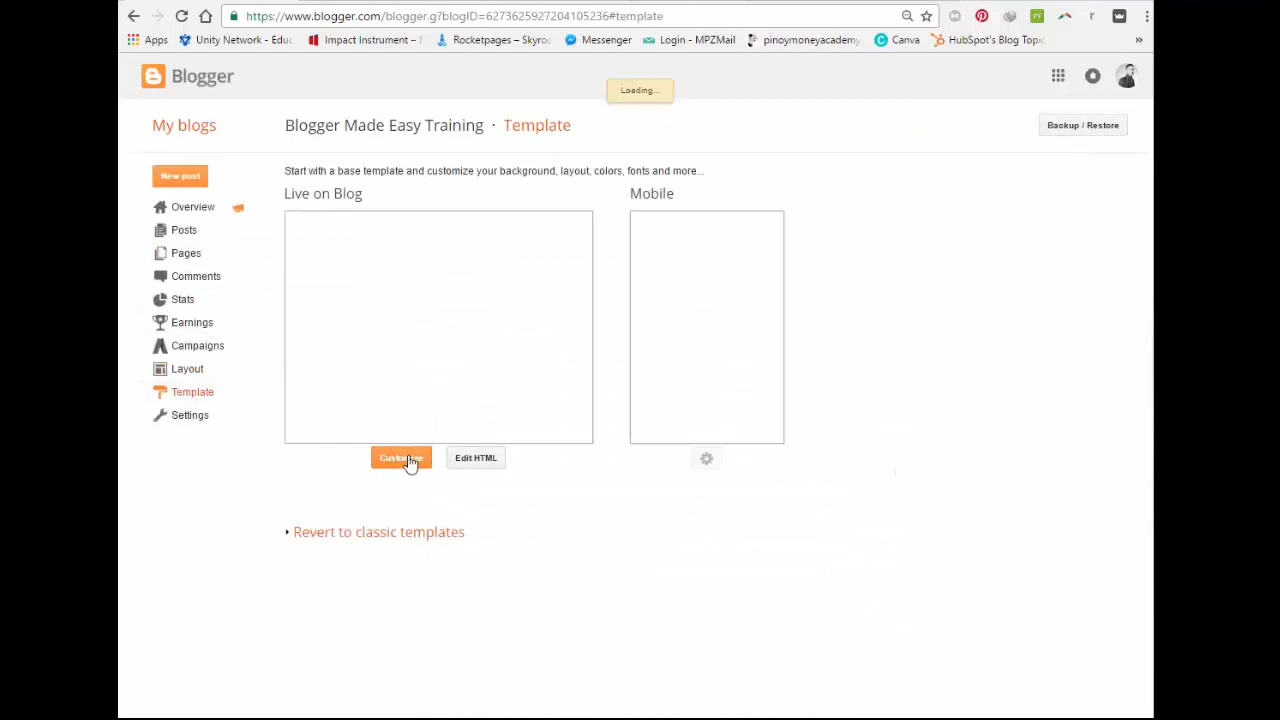 https://www.blogger.com/blogger.g?blogID=6273625927204105236#template
Apps Unity Network - Edu Impact Instrument – E Rocketpages – Skyroc Messenger Login - MPZMail pinoymoneyacademy Canva HubSpot's Blog Topic »
Blogger
Loading...
My blogs Blogger Made Easy Training · Template Backup / Restore
New post Start with a base template and customize your background, layout, colors, fonts and more...
Live on Blog Mobile
Overview
Posts
Pages
Comments
Stats
Earnings
Campaigns
Layout
Template
Settings
Customize Edit HTML
Revert to classic templates